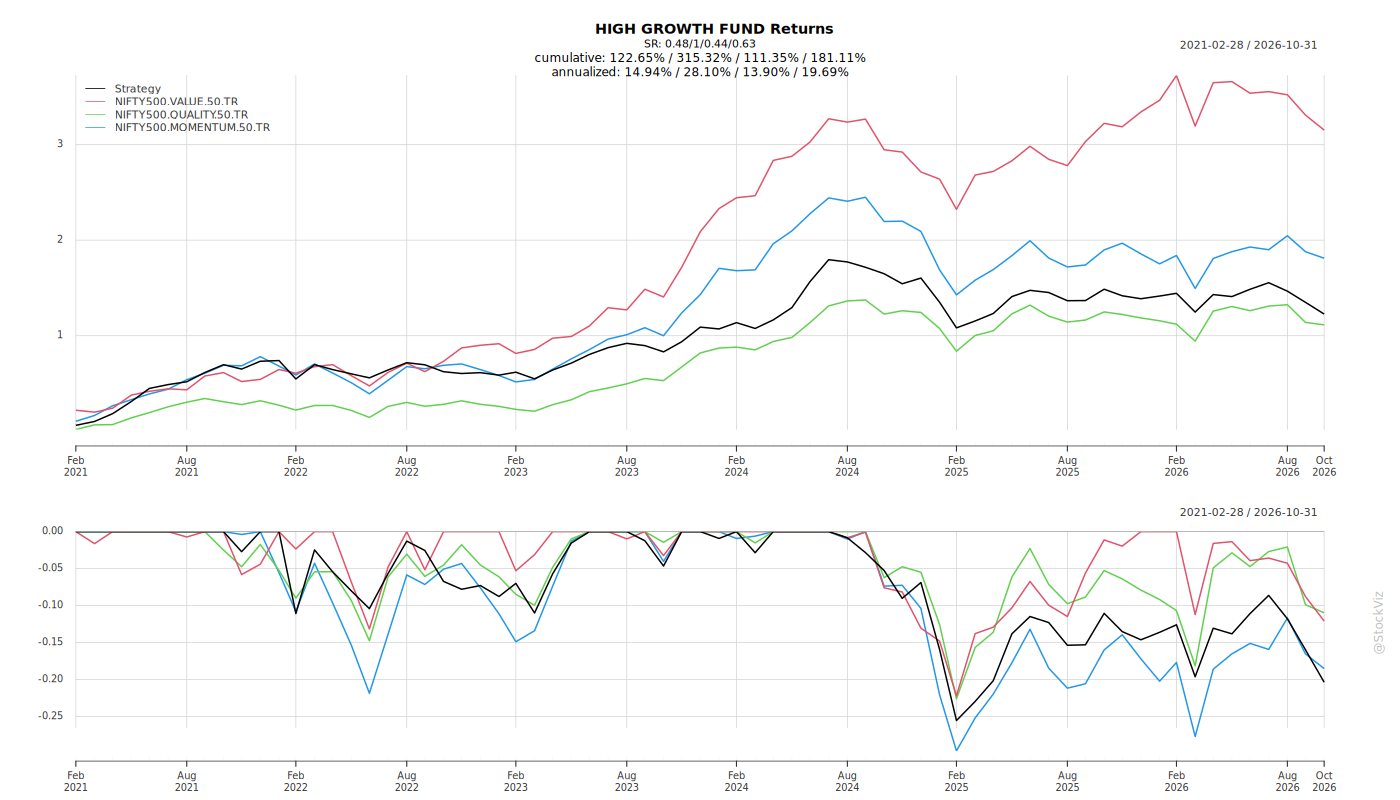 HIGH GROWTH FUND Returns
SR: 0.48/1/0.44/0.63
cumulative: 122.65% / 315.32% / 111.35% / 181.11%
annualized: 14.94% / 28.10% / 13.90% / 19.69%
2021-02-28 / 2026-10-31
Strategy
NIFTY500.VALUE.50.TR
NIFTY500.QUALITY.50.TR
NIFTY500.MOMENTUM.50.TR
3
2
1
Feb Aug Feb Aug Feb Aug Feb Aug Feb Aug Feb Aug Oct
2021 2021 2022 2022 2023 2023 2024 2024 2025 2025 2026 2026 2026
2021-02-28 / 2026-10-31
0.00
-0.05
-0.10
-0.15
-0.20
-0.25
@StockViz
Feb Aug Feb Aug Feb Aug Feb Aug Feb Aug Feb Aug Oct
2021 2021 2022 2022 2023 2023 2024 2024 2025 2025 2026 2026 2026